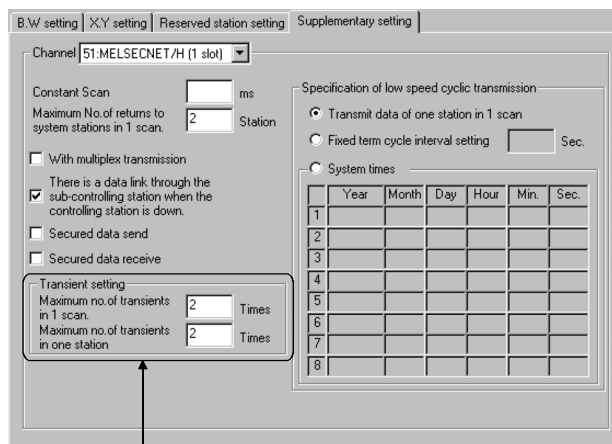 B.W setting X.Y setting Reserved station setting Supplementary setting
Channel 51:MELSECNET/H (1 slot)
Constant Scan ms
Maximum No.of returns to
system stations in 1 scan. 2 Station
With multiplex transmission
There is a data link through the
sub-controlling station when the
controlling station is down.
Secured data send
Secured data receive
Transient setting
Maximum no.of transients
in 1 scan. 2 Times
Maximum no.of transients
in one station 2 Times
Specification of low speed cyclic transmission
Transmit data of one station in 1 scan
Fixed term cycle interval setting Sec.
System times
Year Month Day Hour Min. Sec.
1
2
3
4
5
6
7
8